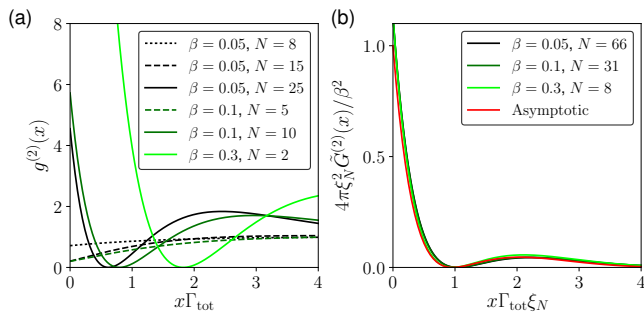 (a)
g^{(2)}(x)
8
6
4
2
0
β = 0.05, N = 8
β = 0.05, N = 15
β = 0.05, N = 25
β = 0.1, N = 5
β = 0.1, N = 10
β = 0.3, N = 2
0 1 2 3 4
xΓ_tot
(b)
4πξ_N^2 G̃^{(2)}(x)/β^2
1.0
0.5
0.0
β = 0.05, N = 66
β = 0.1, N = 31
β = 0.3, N = 8
Asymptotic
0 1 2 3 4
xΓ_tot ξ_N